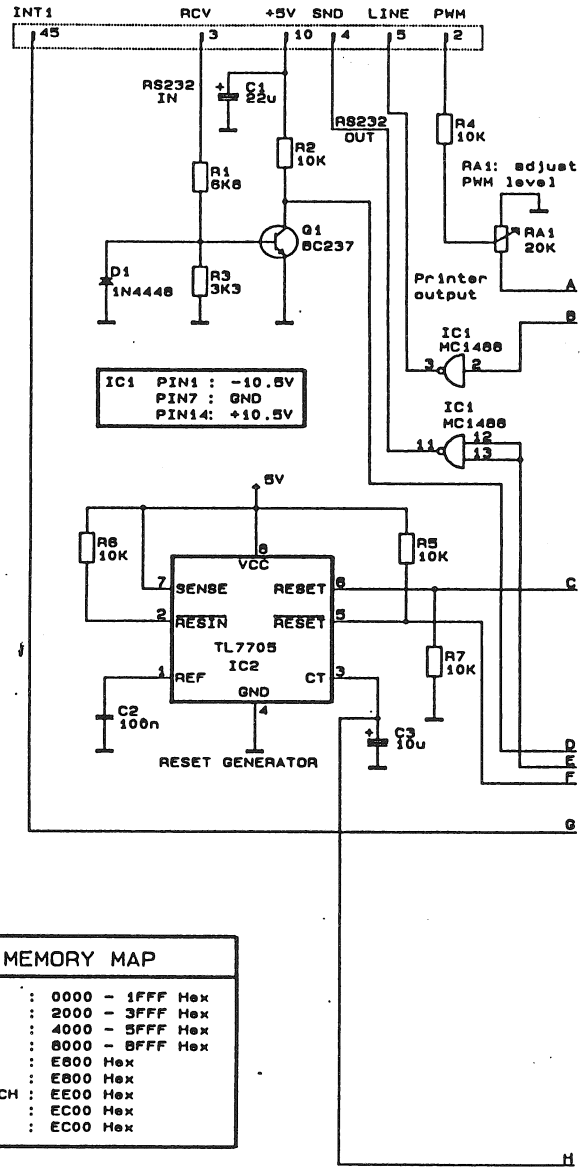 INT1 RCV +5V SND LINE PWM
45 3 10 4 5 2
RS232
IN
+ C1
22u
RS232
OUT
R4
10K
R2
10K
RA1: adjust
PWM level
R1
6K8
Q1
BC237
RA1
20K
D1
1N4448
R3
3K3
Printer
output
A
B
IC1
MC1488
3 2
IC1 PIN1 : -10.5V
PIN7 : GND
PIN14: +10.5V
IC1
MC1488
11 12
13
5V
R6
10K
R5
10K
8
VCC
7 SENSE RESET 6
C
2 RESIN RESET 5
TL7705
IC2
R7
10K
1 REF CT 3
GND
4
C2
100n
+ C3
10u
RESET GENERATOR
D
E
F
G
MEMORY MAP
: 0000 - 1FFF Hex
: 2000 - 3FFF Hex
: 4000 - 5FFF Hex
: 8000 - BFFF Hex
: E800 Hex
: E800 Hex
CH : EE00 Hex
: EC00 Hex
: EC00 Hex
H